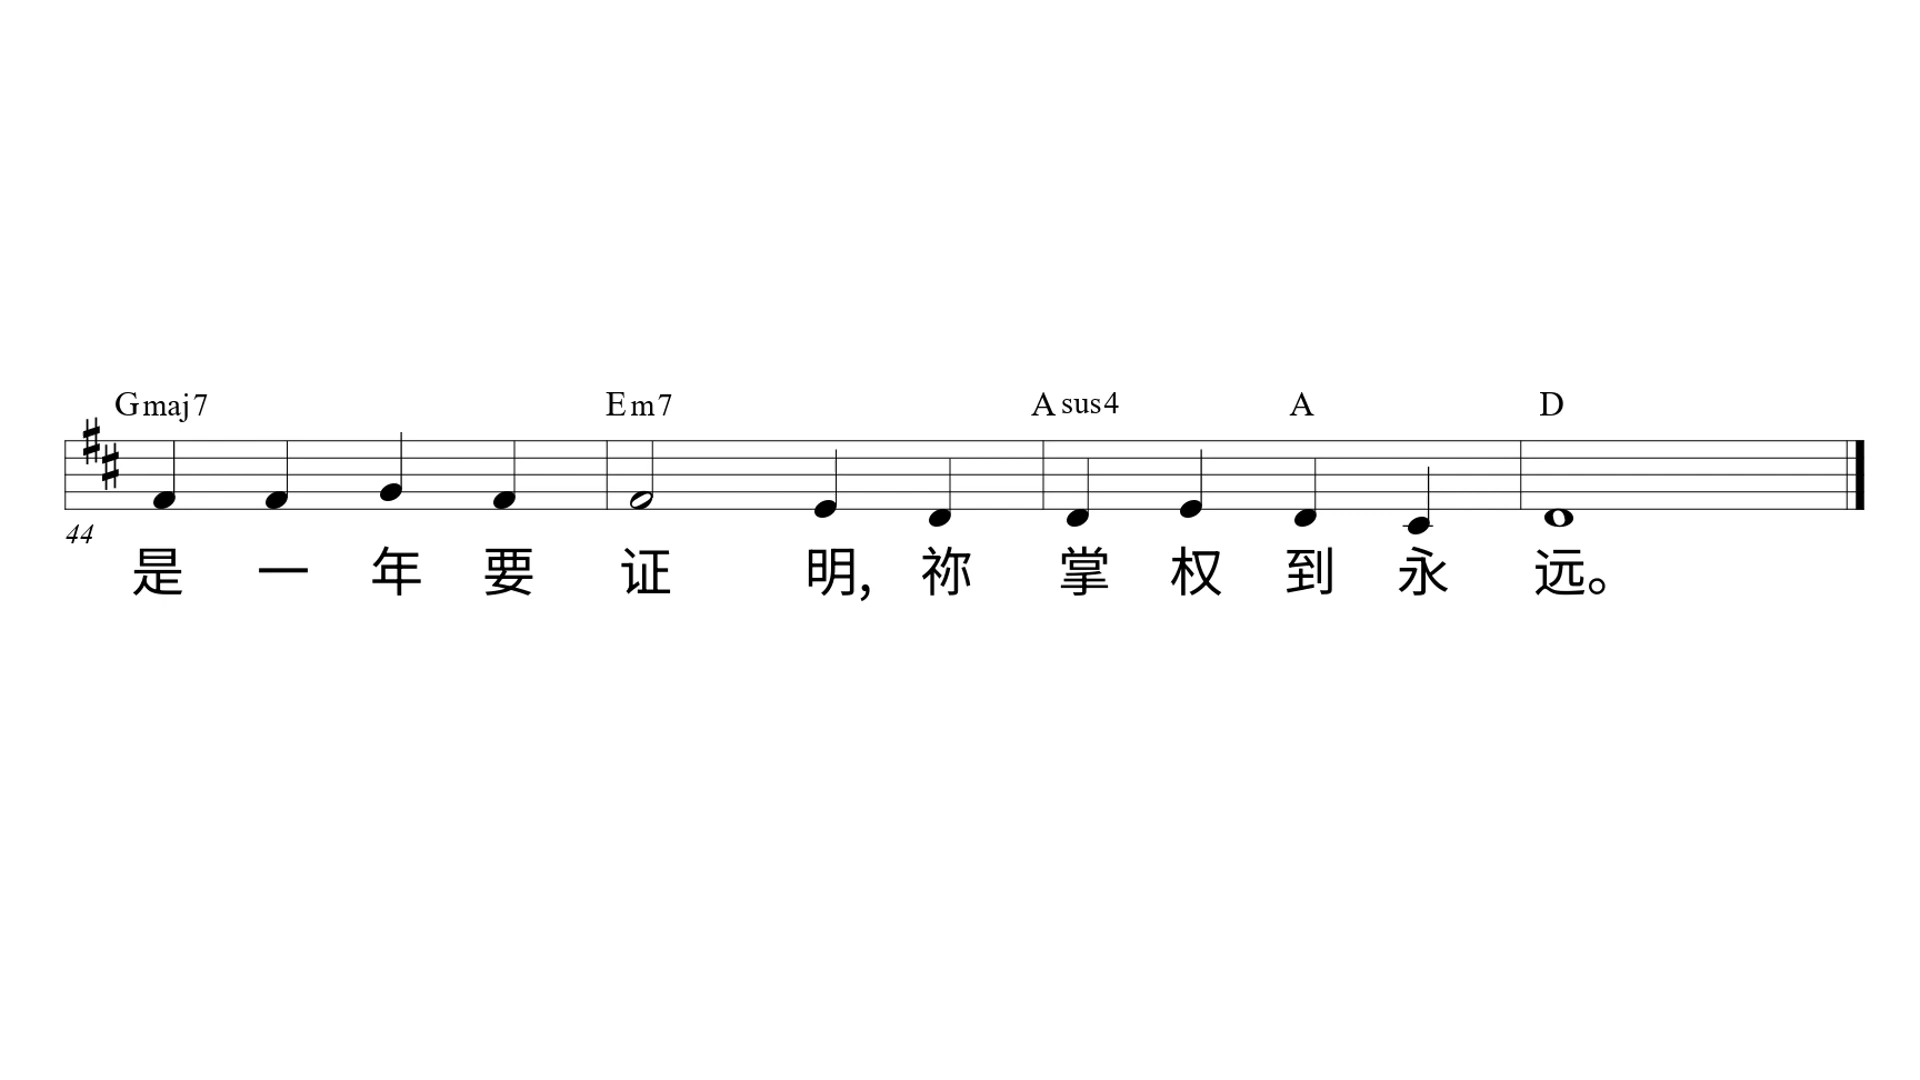 Gmaj7 Em7 Asus4 A D
44
是 一 年 要 证 明, 祢 掌 权 到 永 远。